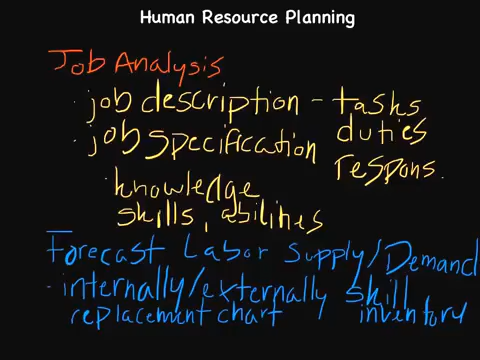 Human Resource Planning
Job Analysis
· job description - tasks
duties
· job specification respons.
· knowledge
skills, abilities
Forecast Labor Supply/Demand
- internally/externally skill
replacement chart inventory